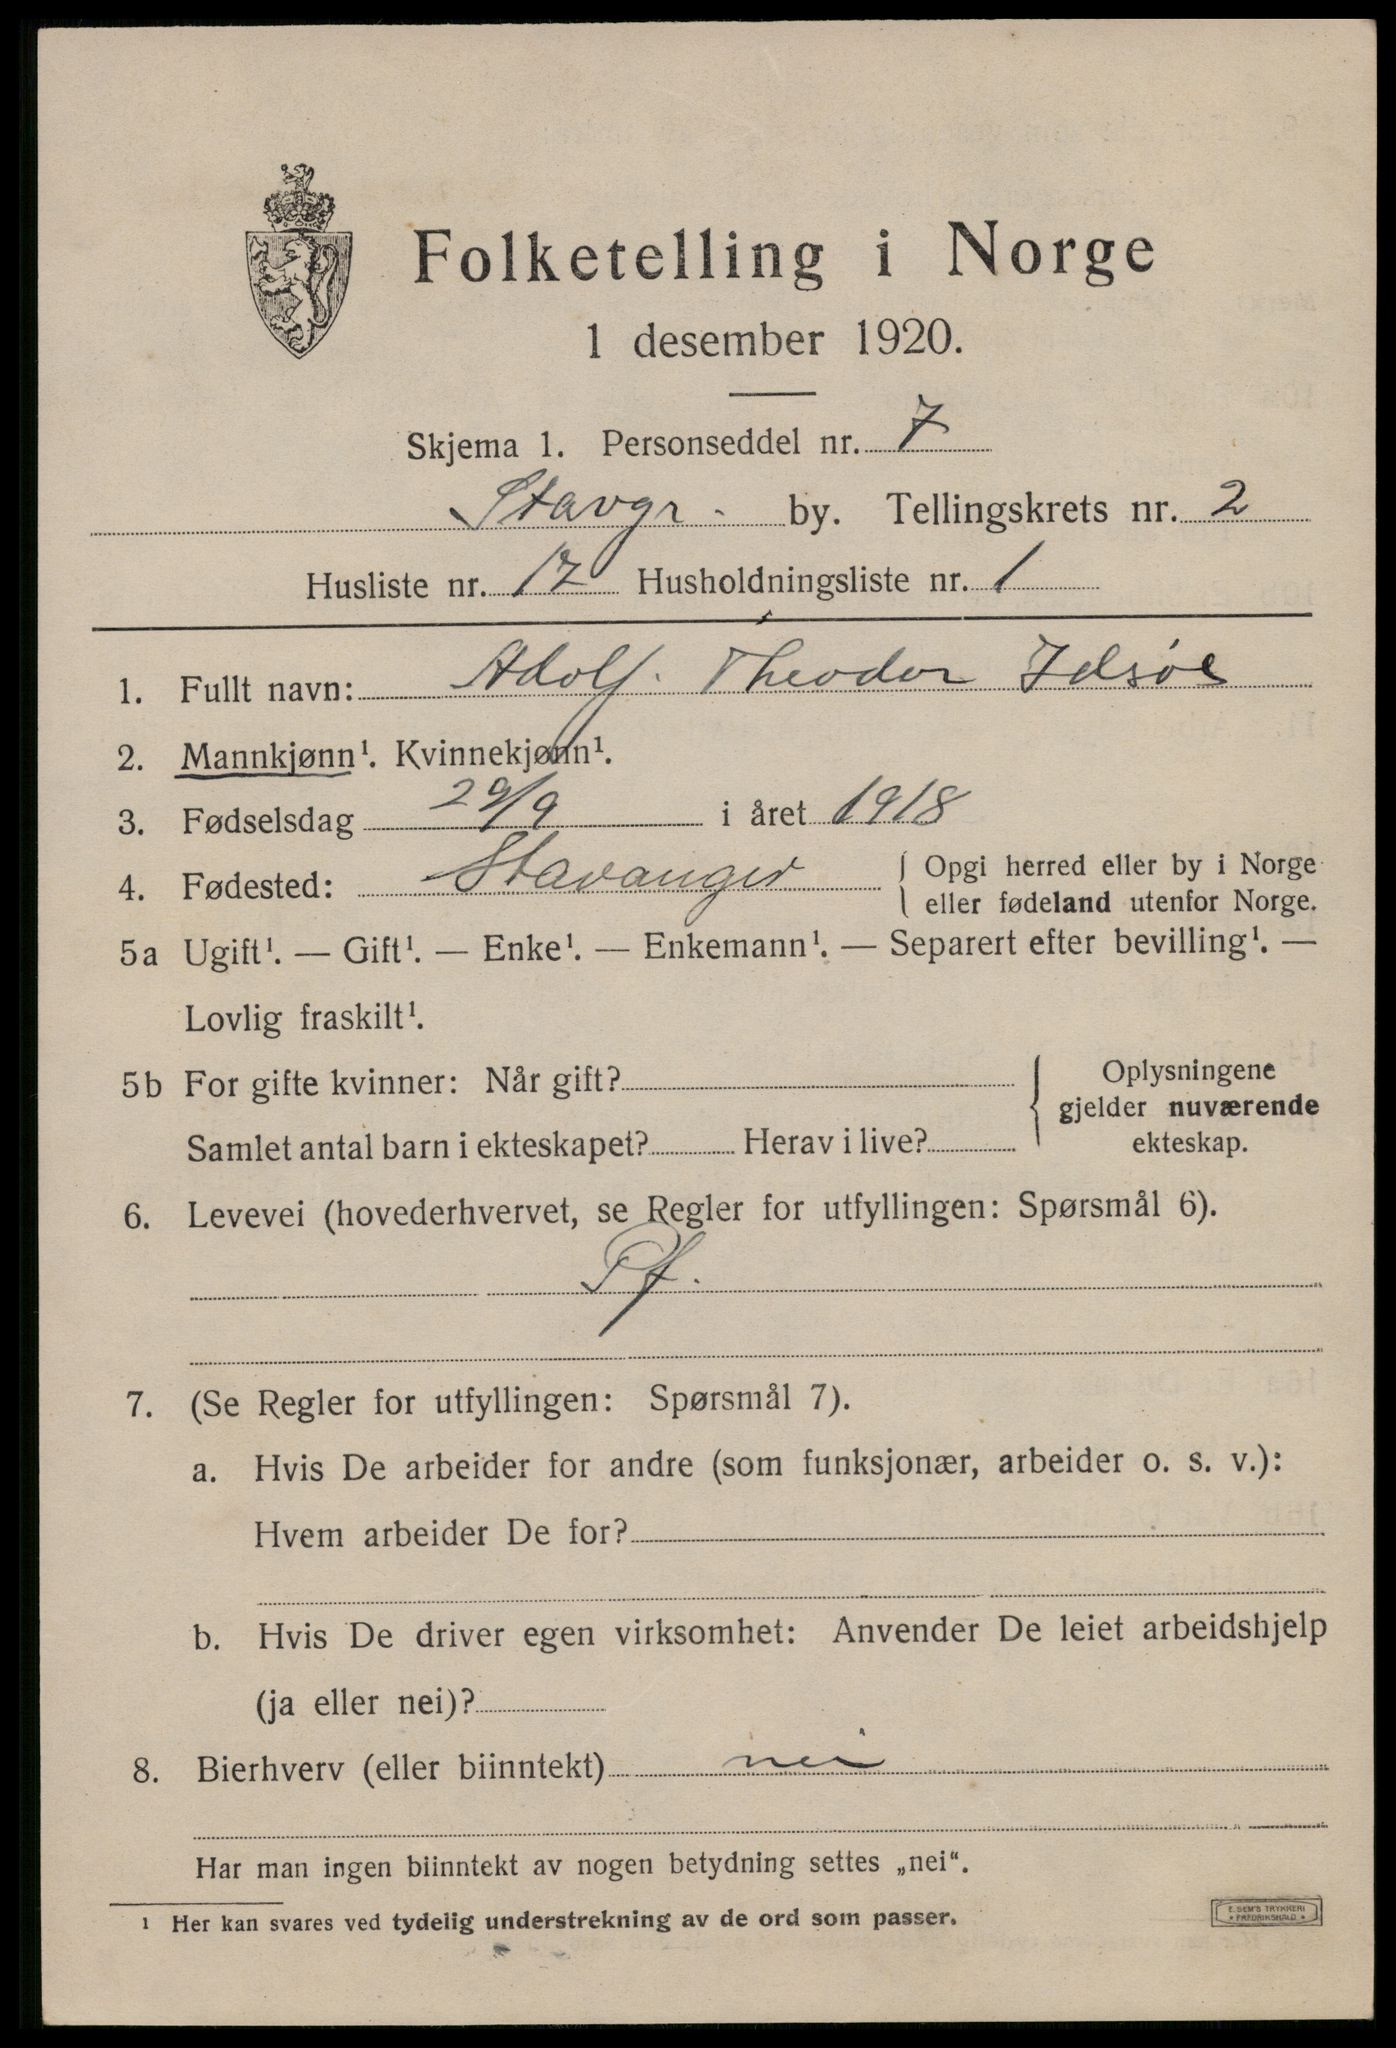 Folketelling i Norge
1 desember 1920.
Skjema 1. Personseddel nr. 7
Stavgr. by. Tellingskrets nr. 2
Husliste nr. 17 Husholdningsliste nr. 1
1. Fullt navn: Adolf. Theodor Idsöe
2. Mannkjønn¹. Kvinnekjønn¹.
3. Fødselsdag 29/9 i året 1918
4. Fødested: Stavanger { Opgi herred eller by i Norge
eller fødeland utenfor Norge.
5a Ugift¹. — Gift¹. — Enke¹. — Enkemann¹. — Separert efter bevilling¹. —
Lovlig fraskilt¹.
5b For gifte kvinner: Når gift?
Samlet antal barn i ekteskapet? Herav i live?
{ Oplysningene
gjelder nuværende
ekteskap.
6. Levevei (hovederhvervet, se Regler for utfyllingen: Spørsmål 6).
Pf.
7. (Se Regler for utfyllingen: Spørsmål 7).
a. Hvis De arbeider for andre (som funksjonær, arbeider o. s. v.):
Hvem arbeider De for?
b. Hvis De driver egen virksomhet: Anvender De leiet arbeidshjelp
(ja eller nei)?
8. Bierhverv (eller biinntekt) nei
Har man ingen biinntekt av nogen betydning settes „nei“.
¹ Her kan svares ved tydelig understrekning av de ord som passer.
E. SEM'S TRYKKERI
* FREDRIKSHALD *